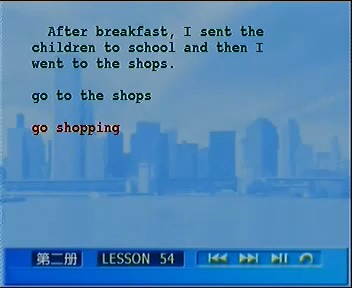 After breakfast, I sent the
children to school and then I
went to the shops.
go to the shops
go shopping
第二册 LESSON 54